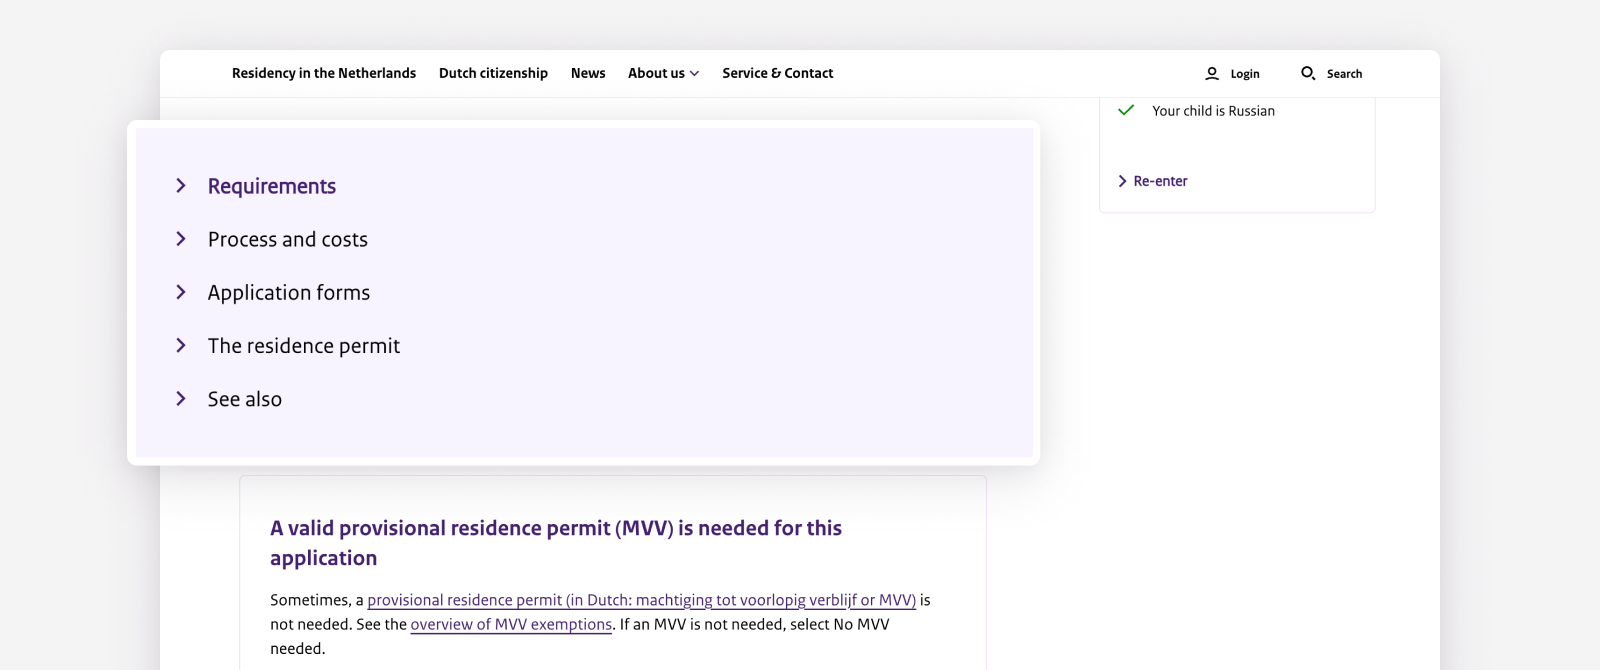 Residency in the Netherlands Dutch citizenship News About us Service & Contact Login Search
Your child is Russian
Re-enter
Requirements
Process and costs
Application forms
The residence permit
See also
A valid provisional residence permit (MVV) is needed for this
application
Sometimes, a provisional residence permit (in Dutch: machtiging tot voorlopig verblijf or MVV) is
not needed. See the overview of MVV exemptions. If an MVV is not needed, select No MVV
needed.